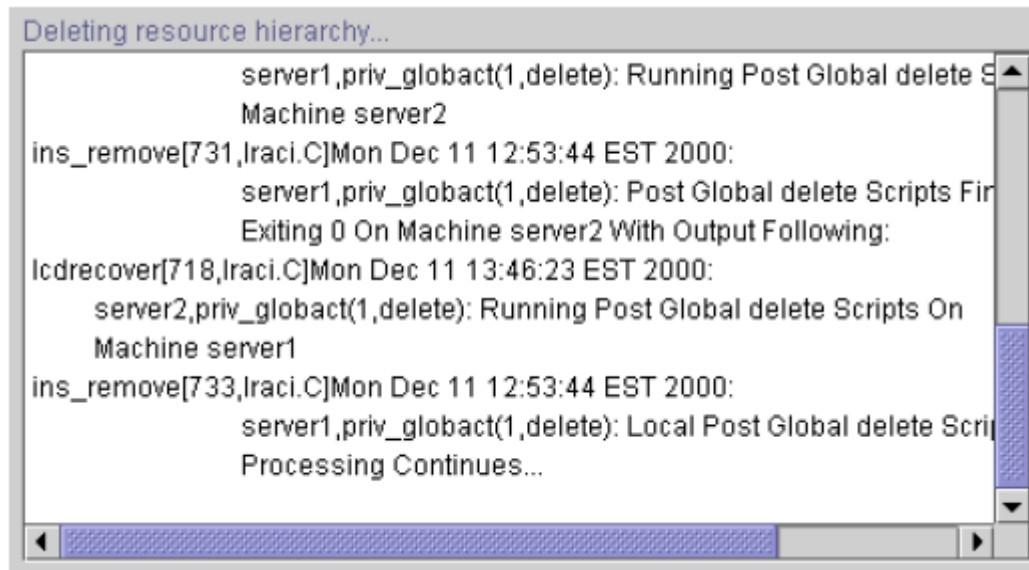 Deleting resource hierarchy...
server1,priv_globact(1,delete): Running Post Global delete S
Machine server2
ins_remove[731,lraci.C]Mon Dec 11 12:53:44 EST 2000:
server1,priv_globact(1,delete): Post Global delete Scripts Fin
Exiting 0 On Machine server2 With Output Following:
lcdrecover[718,lraci.C]Mon Dec 11 13:46:23 EST 2000:
server2,priv_globact(1,delete): Running Post Global delete Scripts On
Machine server1
ins_remove[733,lraci.C]Mon Dec 11 12:53:44 EST 2000:
server1,priv_globact(1,delete): Local Post Global delete Scrip
Processing Continues...